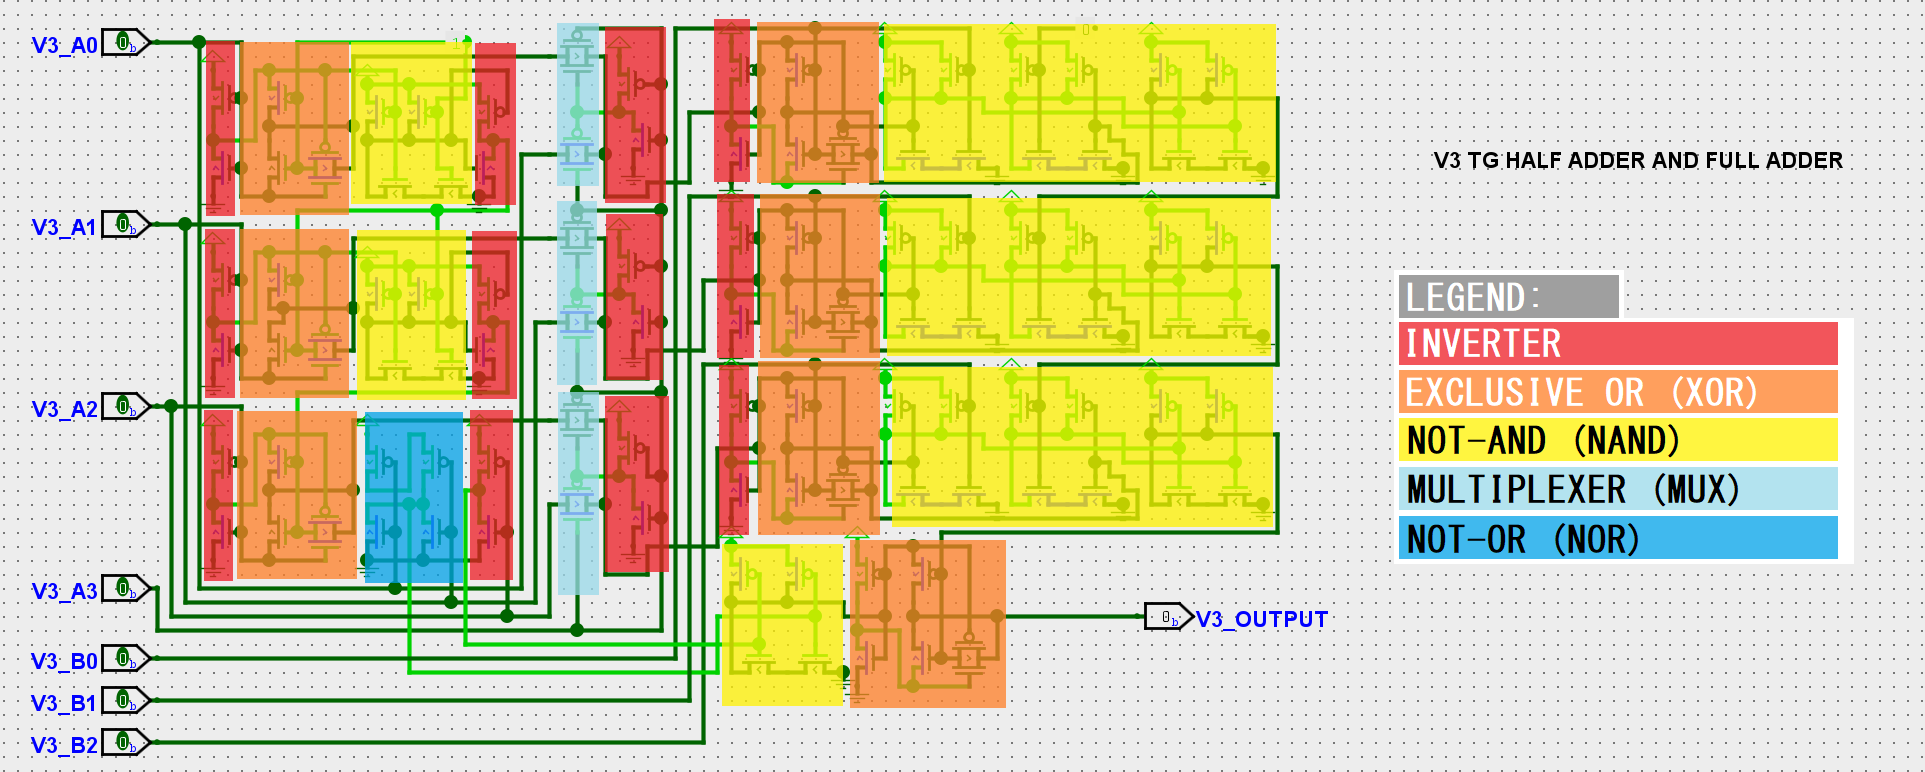 V3_A0
V3_A1
V3_A2
V3_A3
V3_B0
V3_B1
V3_B2
V3_OUTPUT
V3 TG HALF ADDER AND FULL ADDER
LEGEND:
INVERTER
EXCLUSIVE OR (XOR)
NOT-AND (NAND)
MULTIPLEXER (MUX)
NOT-OR (NOR)